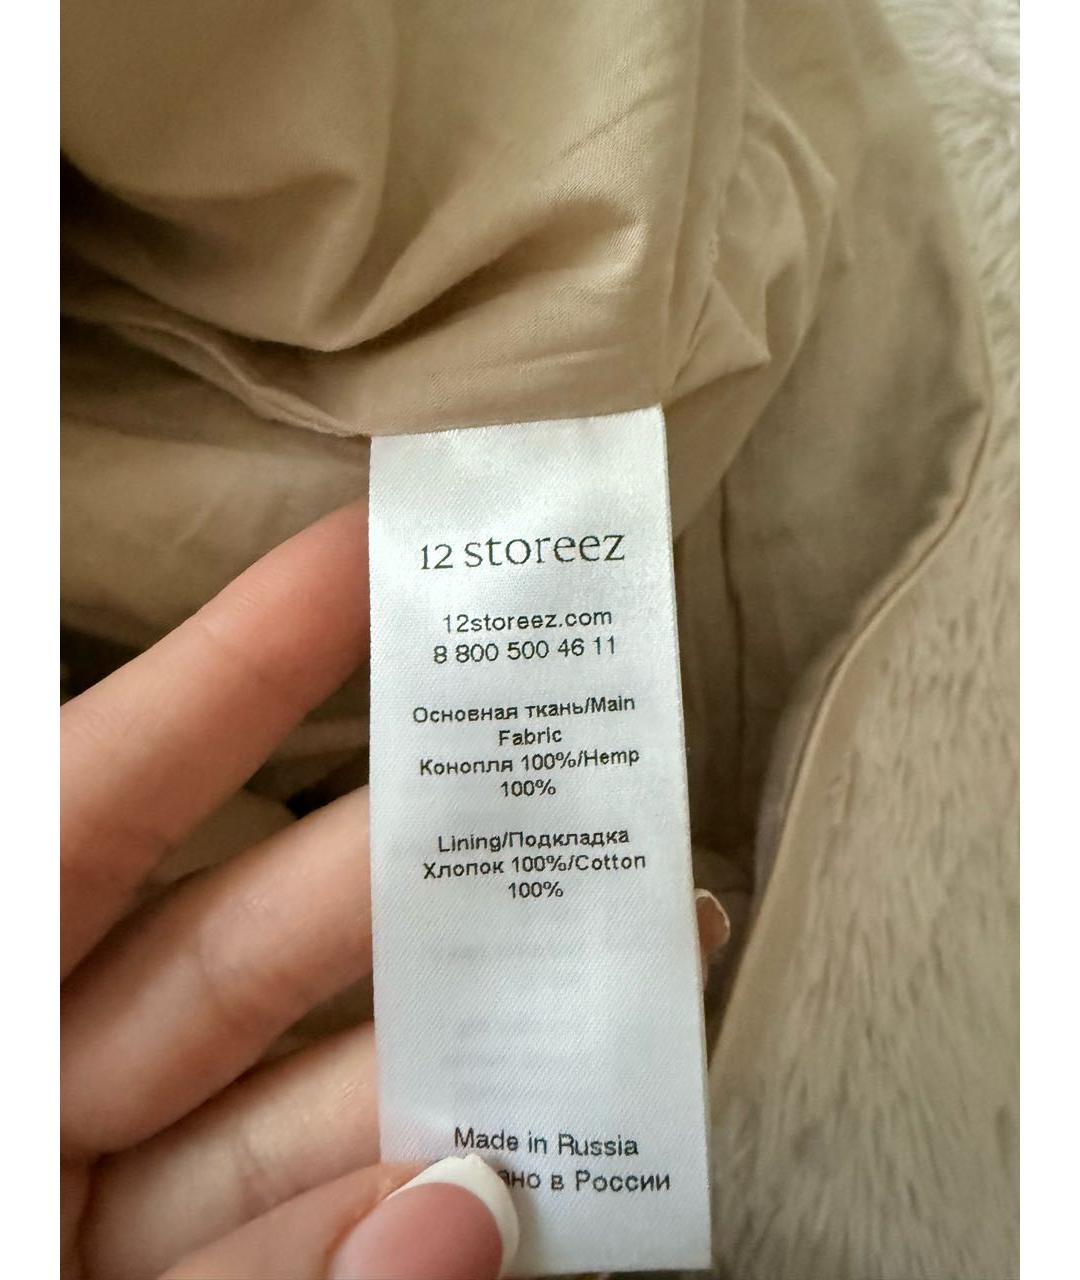 12 storeez
12storeez.com
8 800 500 46 11
Основная ткань/Main
Fabric
Конопля 100%/Hemp
100%
Lining/Подкладка
Хлопок 100%/Cotton
100%
Made in Russia
в России